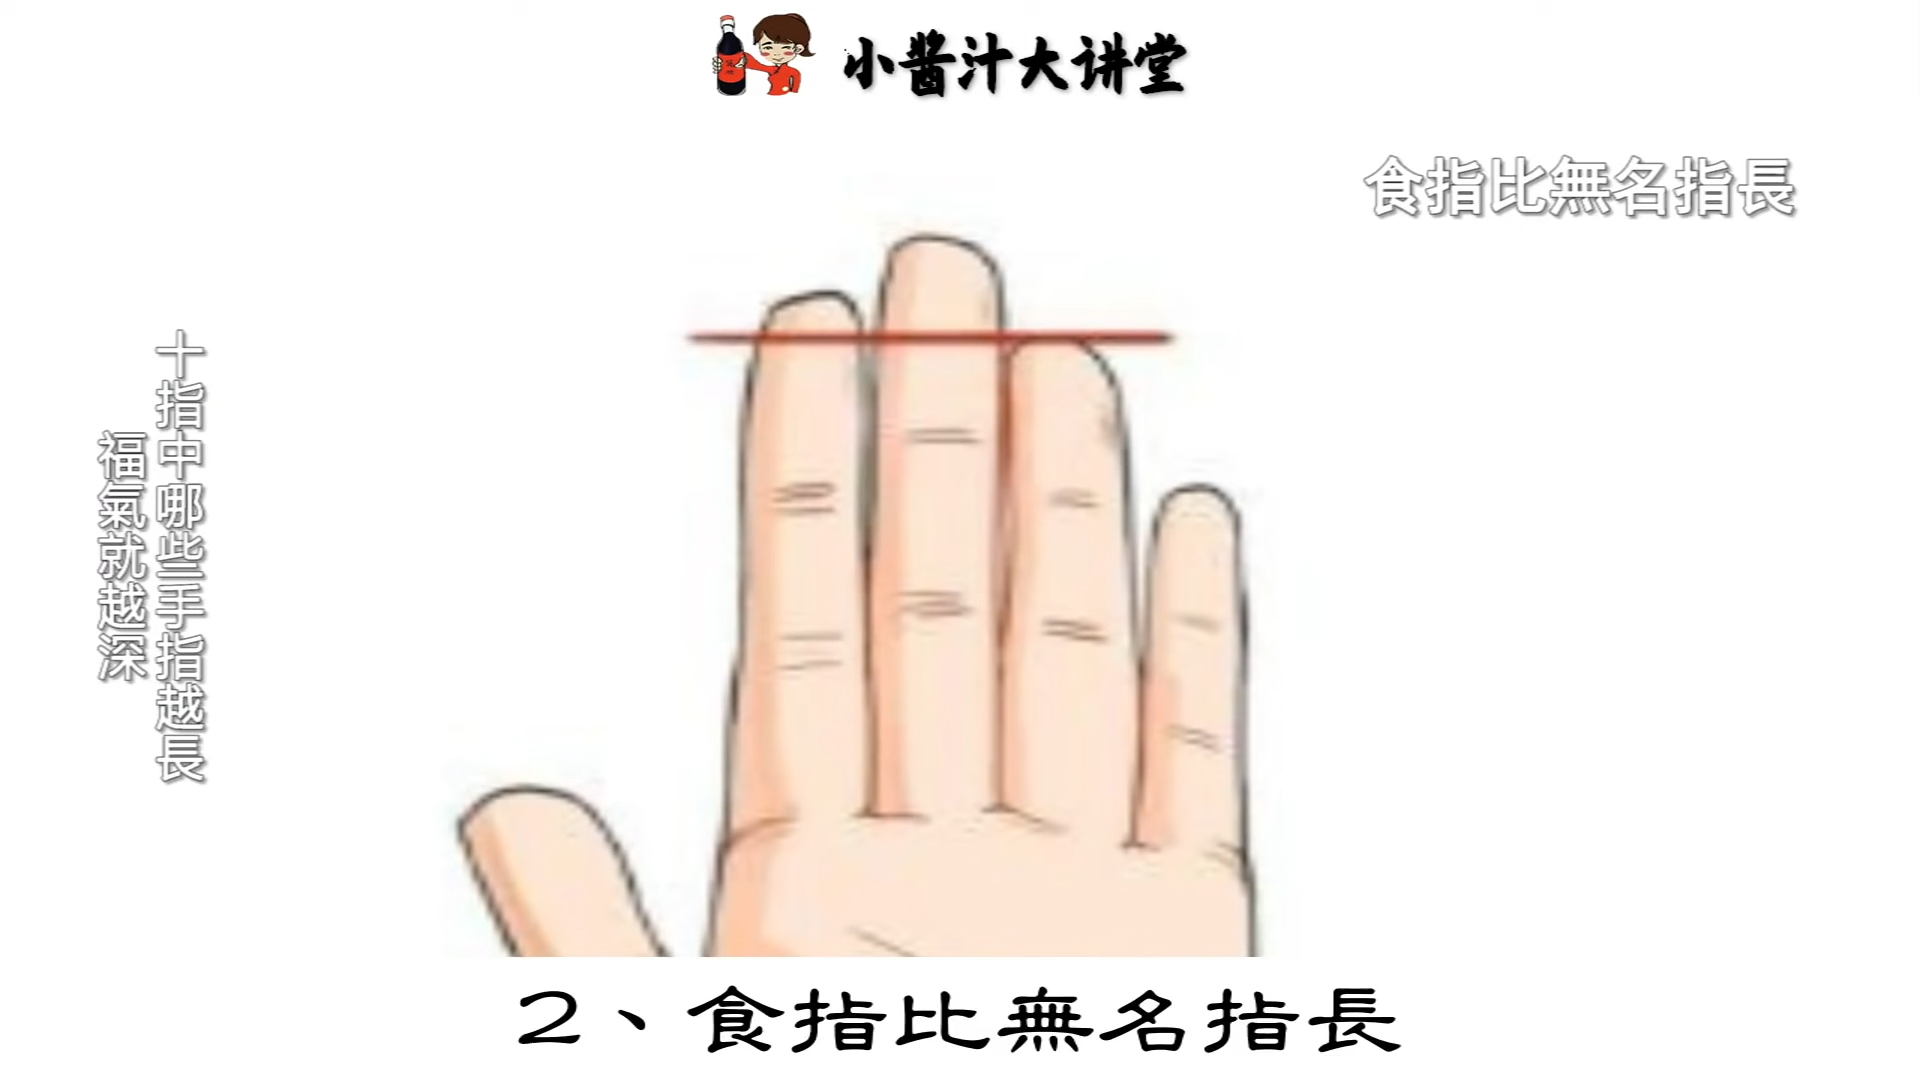 小酱汁大讲堂
食指比無名指長
十指中哪些手指越長
福氣就越深
2、食指比無名指長